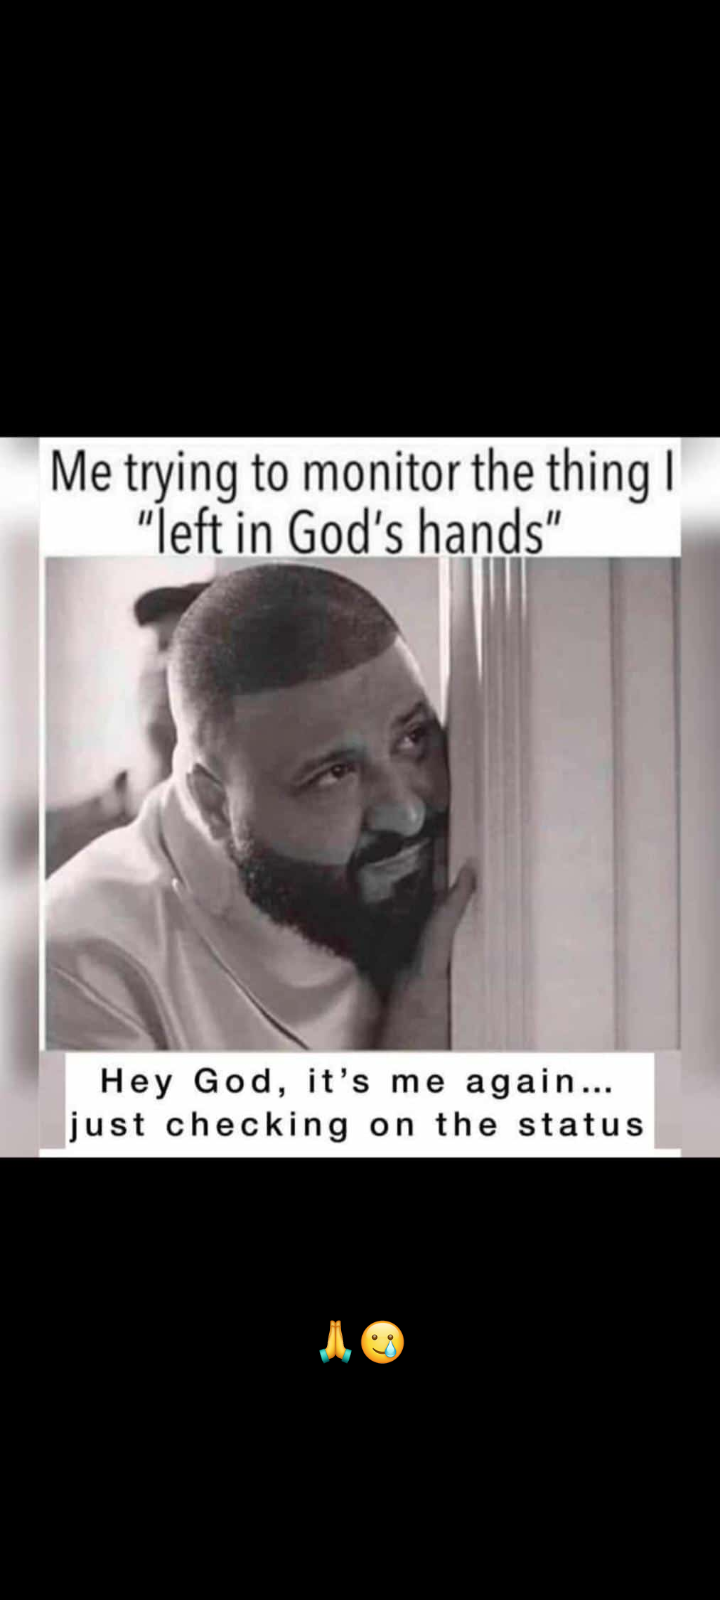 Me trying to monitor the thing I
"left in God's hands"
Hey God, it's me again...
just checking on the status
🙏🥲